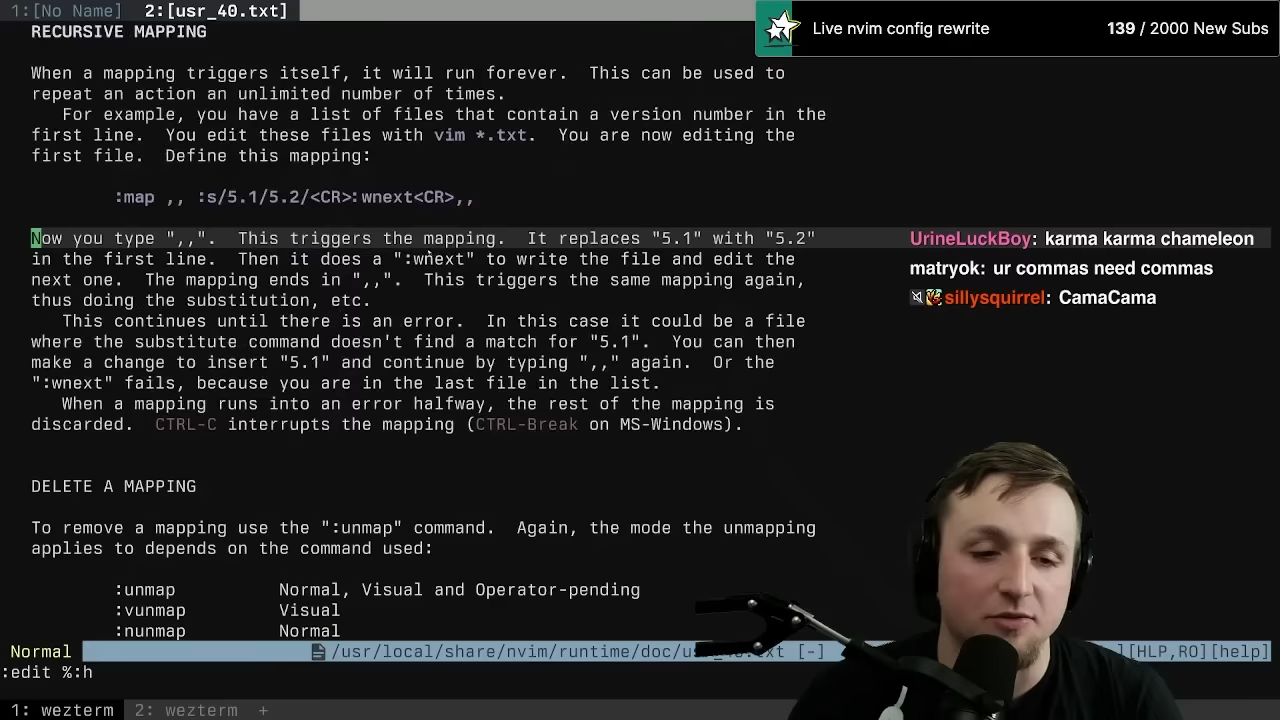 1:[No Name]  2:[usr_40.txt]
Live nvim config rewrite
139 / 2000 New Subs
RECURSIVE MAPPING
When a mapping triggers itself, it will run forever.  This can be used to
repeat an action an unlimited number of times.
For example, you have a list of files that contain a version number in the
first line.  You edit these files with vim *.txt.  You are now editing the
first file.  Define this mapping:
:map ,, :s/5.1/5.2/<CR>:wnext<CR>,,
Now you type ",,".  This triggers the mapping.  It replaces "5.1" with "5.2"
in the first line.  Then it does a ":wnext" to write the file and edit the
next one.  The mapping ends in ",,".  This triggers the same mapping again,
thus doing the substitution, etc.
This continues until there is an error.  In this case it could be a file
where the substitute command doesn't find a match for "5.1".  You can then
make a change to insert "5.1" and continue by typing ",," again.  Or the
":wnext" fails, because you are in the last file in the list.
When a mapping runs into an error halfway, the rest of the mapping is
discarded.  CTRL-C interrupts the mapping (CTRL-Break on MS-Windows).
UrineLuckBoy: karma karma chameleon
matryok: ur commas need commas
sillysquirrel: CamaCama
DELETE A MAPPING
To remove a mapping use the ":unmap" command.  Again, the mode the unmapping
applies to depends on the command used:
:unmap          Normal, Visual and Operator-pending
:vunmap         Visual
:nunmap         Normal
Normal /usr/local/share/nvim/runtime/doc/usr_40.txt [-] [HLP,RO][help]
:edit %:h
1: wezterm  2: wezterm  +